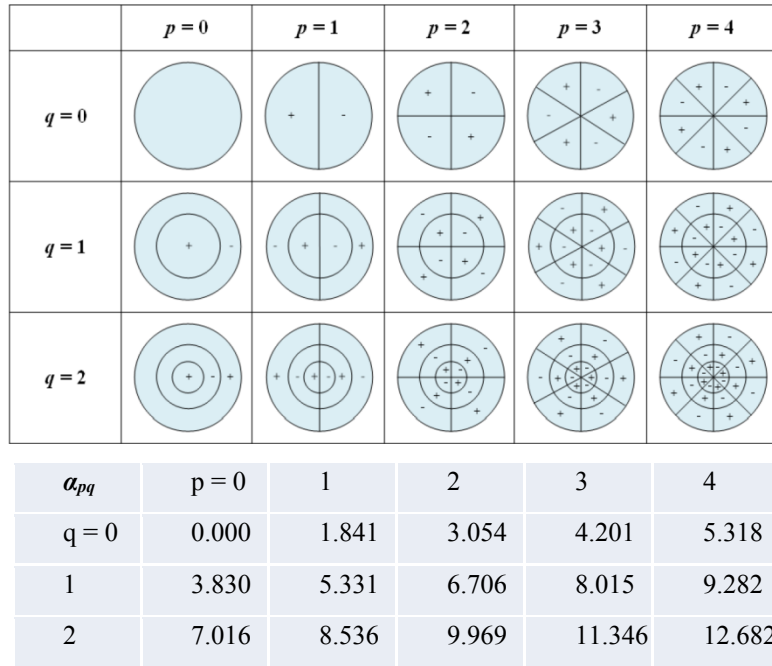 p = 0 p = 1 p = 2 p = 3 p = 4
q = 0
q = 1
q = 2
α_pq p = 0 1 2 3 4
q = 0 0.000 1.841 3.054 4.201 5.318
1 3.830 5.331 6.706 8.015 9.282
2 7.016 8.536 9.969 11.346 12.682